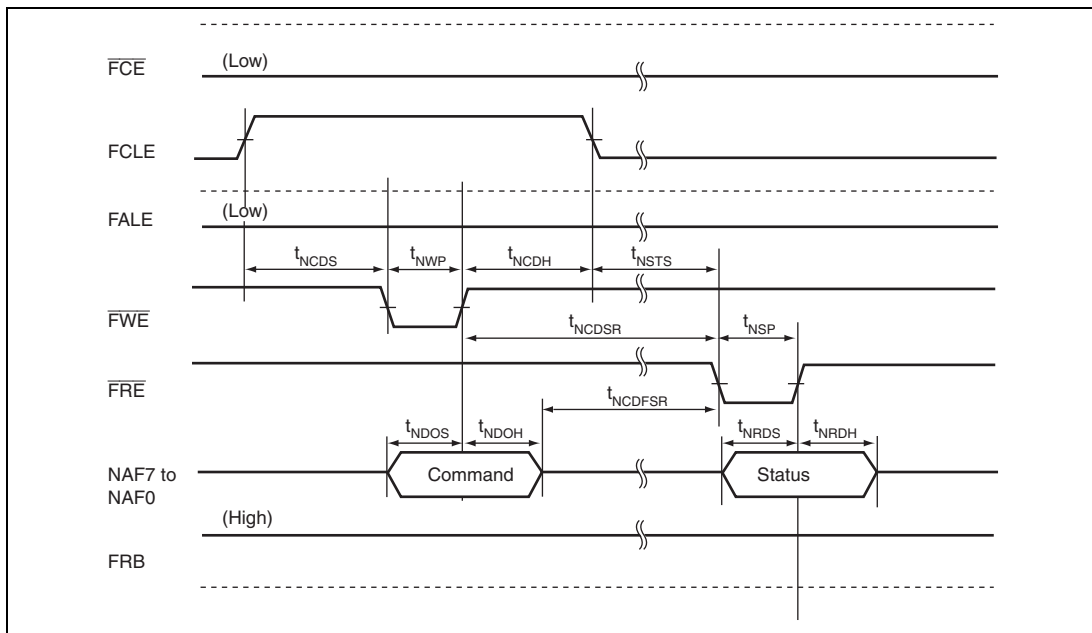 FCE (Low)
FCLE
FALE (Low)
tNCDS tNWP tNCDH tNSTS
FWE
tNCDSR tNSP
FRE
tNCDFSR
tNDOS tNDOH tNRDS tNRDH
NAF7 to
NAF0
Command Status
(High)
FRB